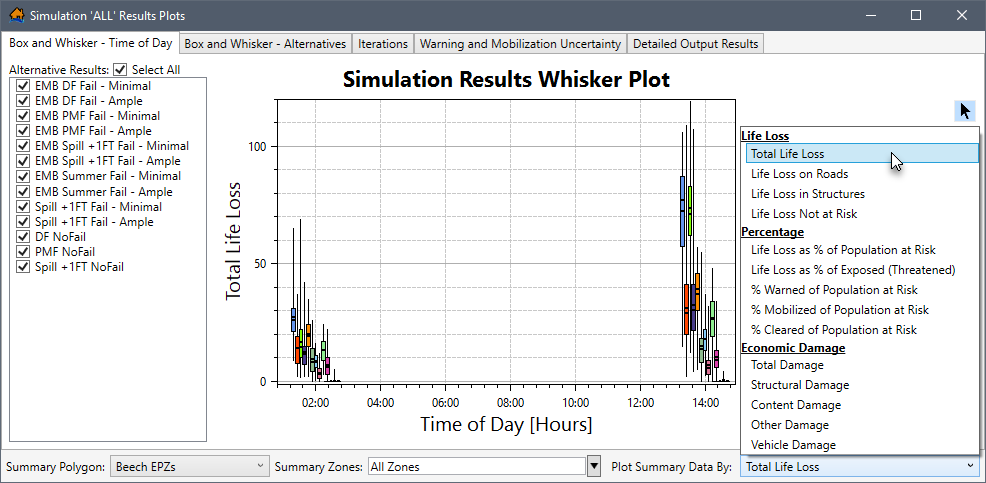 Simulation 'ALL' Results Plots
Box and Whisker - Time of Day
Box and Whisker - Alternatives
Iterations
Warning and Mobilization Uncertainty
Detailed Output Results
Alternative Results: Select All
EMB DF Fail - Minimal
EMB DF Fail - Ample
EMB PMF Fail - Minimal
EMB PMF Fail - Ample
EMB Spill +1FT Fail - Minimal
EMB Spill +1FT Fail - Ample
EMB Summer Fail - Minimal
EMB Summer Fail - Ample
Spill +1FT Fail - Minimal
Spill +1FT Fail - Ample
DF NoFail
PMF NoFail
Spill +1FT NoFail
Simulation Results Whisker Plot
Total Life Loss
100
50
0
02:00 04:00 06:00 08:00 10:00 12:00 14:00
Time of Day [Hours]
Life Loss
Total Life Loss
Life Loss on Roads
Life Loss in Structures
Life Loss Not at Risk
Percentage
Life Loss as % of Population at Risk
Life Loss as % of Exposed (Threatened)
% Warned of Population at Risk
% Mobilized of Population at Risk
% Cleared of Population at Risk
Economic Damage
Total Damage
Structural Damage
Content Damage
Other Damage
Vehicle Damage
Summary Polygon: Beech EPZs
Summary Zones: All Zones
Plot Summary Data By: Total Life Loss